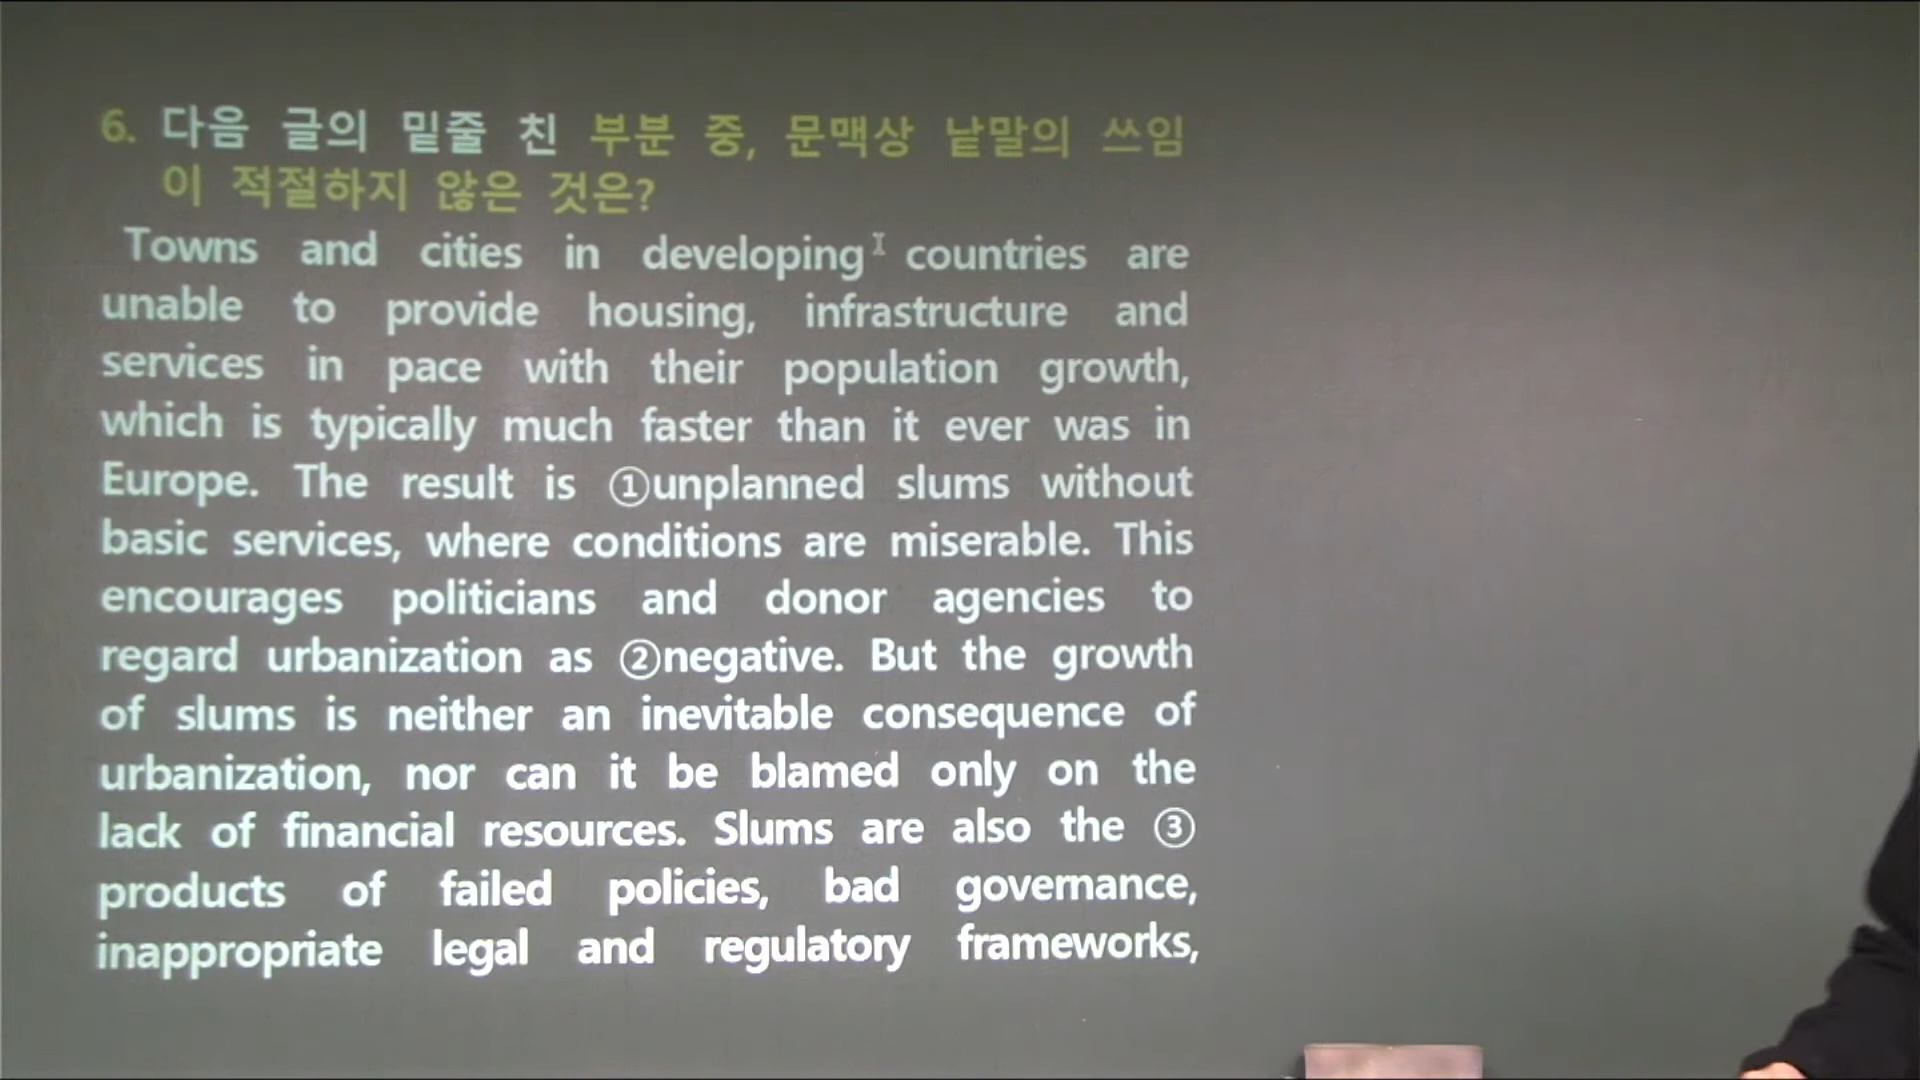 6. 다음 글의 밑줄 친 부분 중, 문맥상 낱말의 쓰임
이 적절하지 않은 것은?
Towns and cities in developing countries are
unable to provide housing, infrastructure and
services in pace with their population growth,
which is typically much faster than it ever was in
Europe. The result is ①unplanned slums without
basic services, where conditions are miserable. This
encourages politicians and donor agencies to
regard urbanization as ②negative. But the growth
of slums is neither an inevitable consequence of
urbanization, nor can it be blamed only on the
lack of financial resources. Slums are also the ③
products of failed policies, bad governance,
inappropriate legal and regulatory frameworks,